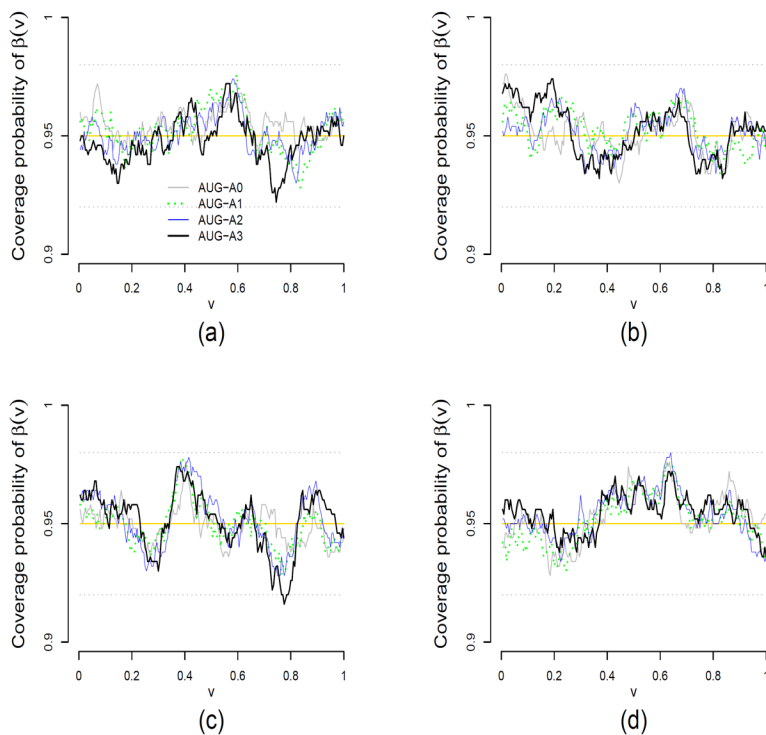 Coverage probability of β(v)
1
0.95
0.9
AUG−A0
AUG−A1
AUG−A2
AUG−A3
0 0.2 0.4 0.6 0.8 1
v
(a)
Coverage probability of β(v)
1
0.95
0.9
0 0.2 0.4 0.6 0.8 1
v
(b)
Coverage probability of β(v)
1
0.95
0.9
0 0.2 0.4 0.6 0.8 1
v
(c)
Coverage probability of β(v)
1
0.95
0.9
0 0.2 0.4 0.6 0.8 1
v
(d)